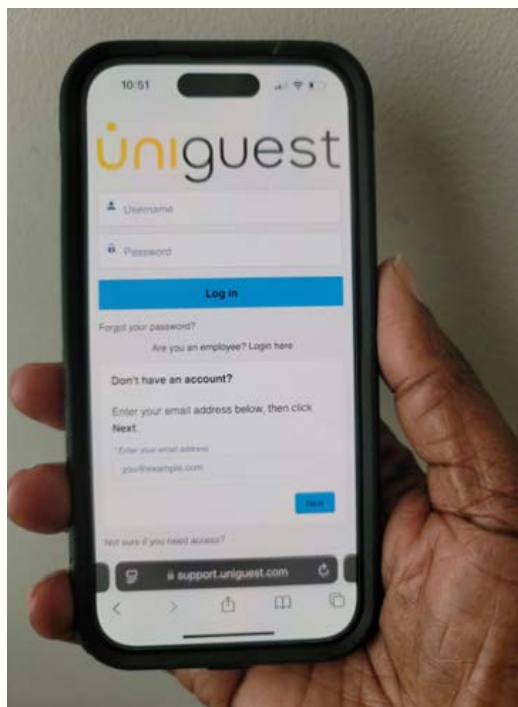 10:51
uniguest
Username
Password
Log in
Forgot your password?
Are you an employee? Login here
Don't have an account?
Enter your email address below, then click
Next
*Enter your email address
you@example.com
Next
Not sure if you need access?
support.uniguest.com